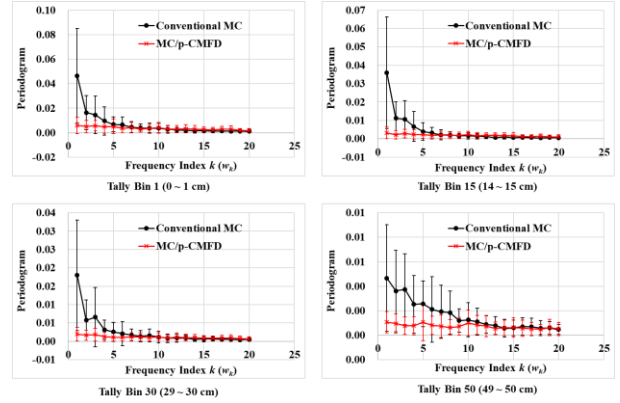 0.10
0.08
0.06
0.04
0.02
0.00
-0.02
Periodogram
Conventional MC
MC/p-CMFD
0 5 10 15 20 25
Frequency Index k (wk)
Tally Bin 1 (0 ~ 1 cm)
0.07
0.06
0.05
0.04
0.03
0.02
0.01
0.00
-0.01
Periodogram
Conventional MC
MC/p-CMFD
0 5 10 15 20 25
Frequency Index k (wk)
Tally Bin 15 (14 ~ 15 cm)
0.04
0.03
0.03
0.02
0.02
0.01
0.01
0.00
-0.01
Periodogram
Conventional MC
MC/p-CMFD
0 5 10 15 20 25
Frequency Index k (wk)
Tally Bin 30 (29 ~ 30 cm)
0.01
0.01
0.01
0.00
0.00
0.00
Periodogram
Conventional MC
MC/p-CMFD
0 5 10 15 20 25
Frequency Index k (wk)
Tally Bin 50 (49 ~ 50 cm)